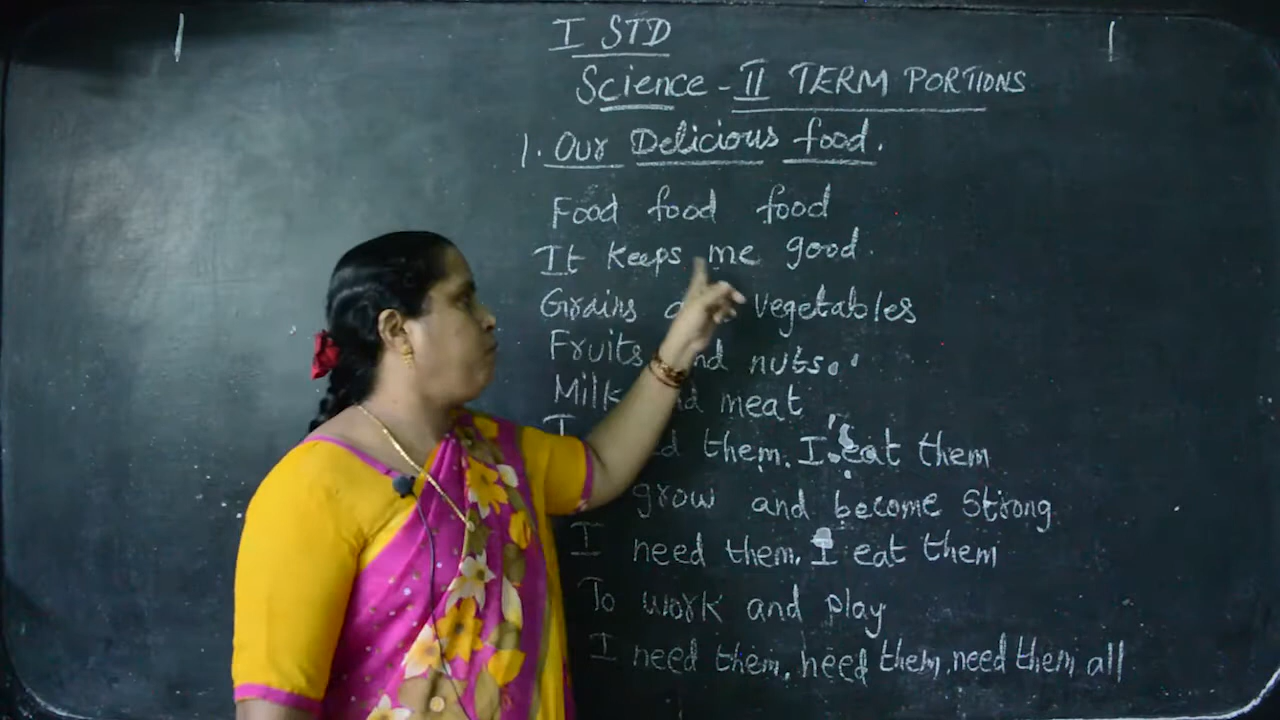 I STD
Science - II TERM PORTIONS
1. Our Delicious food.
Food food food
It keeps me good.
Grains vegetables
Fruits nuts.
Milk meat
I them. I eat them
grow and become Strong
I need them. I eat them
To work and play
I need them, need them, need them all